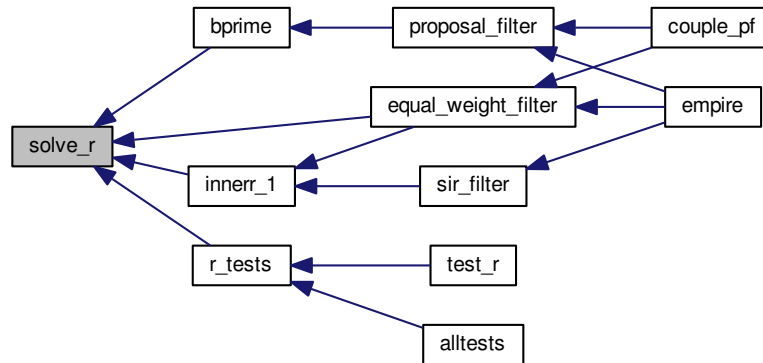 bprime
proposal_filter
couple_pf
equal_weight_filter
empire
solve_r
innerr_1
sir_filter
r_tests
test_r
alltests